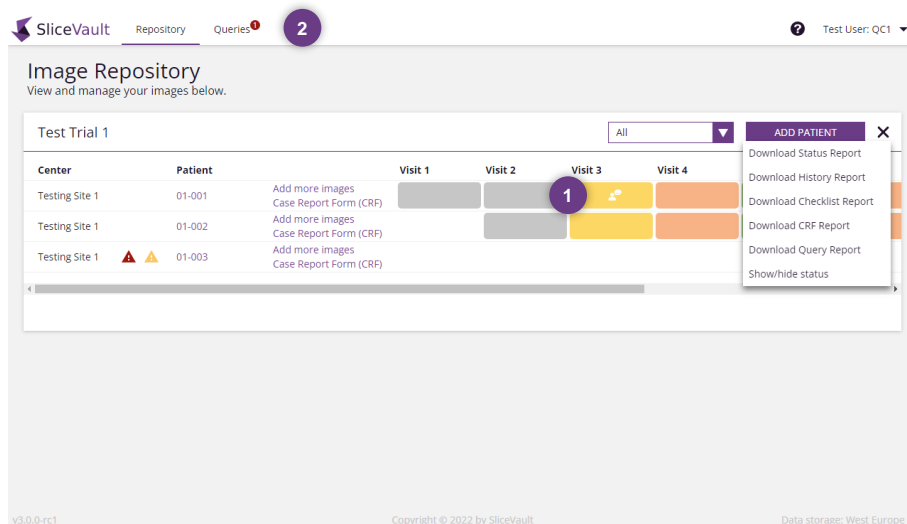 SliceVault Repository Queries 1 2 ? Test User: QC1
Image Repository
View and manage your images below.
Test Trial 1 All ADD PATIENT
Download Status Report
Download History Report
Download Checklist Report
Download CRF Report
Download Query Report
Show/hide status
Center Patient Visit 1 Visit 2 Visit 3 Visit 4
Testing Site 1 01-001 Add more images
Case Report Form (CRF)
1
Testing Site 1 01-002 Add more images
Case Report Form (CRF)
Testing Site 1 01-003 Add more images
Case Report Form (CRF)
v3.0.0-rc1 Copyright © 2022 by SliceVault Data storage: West Europe